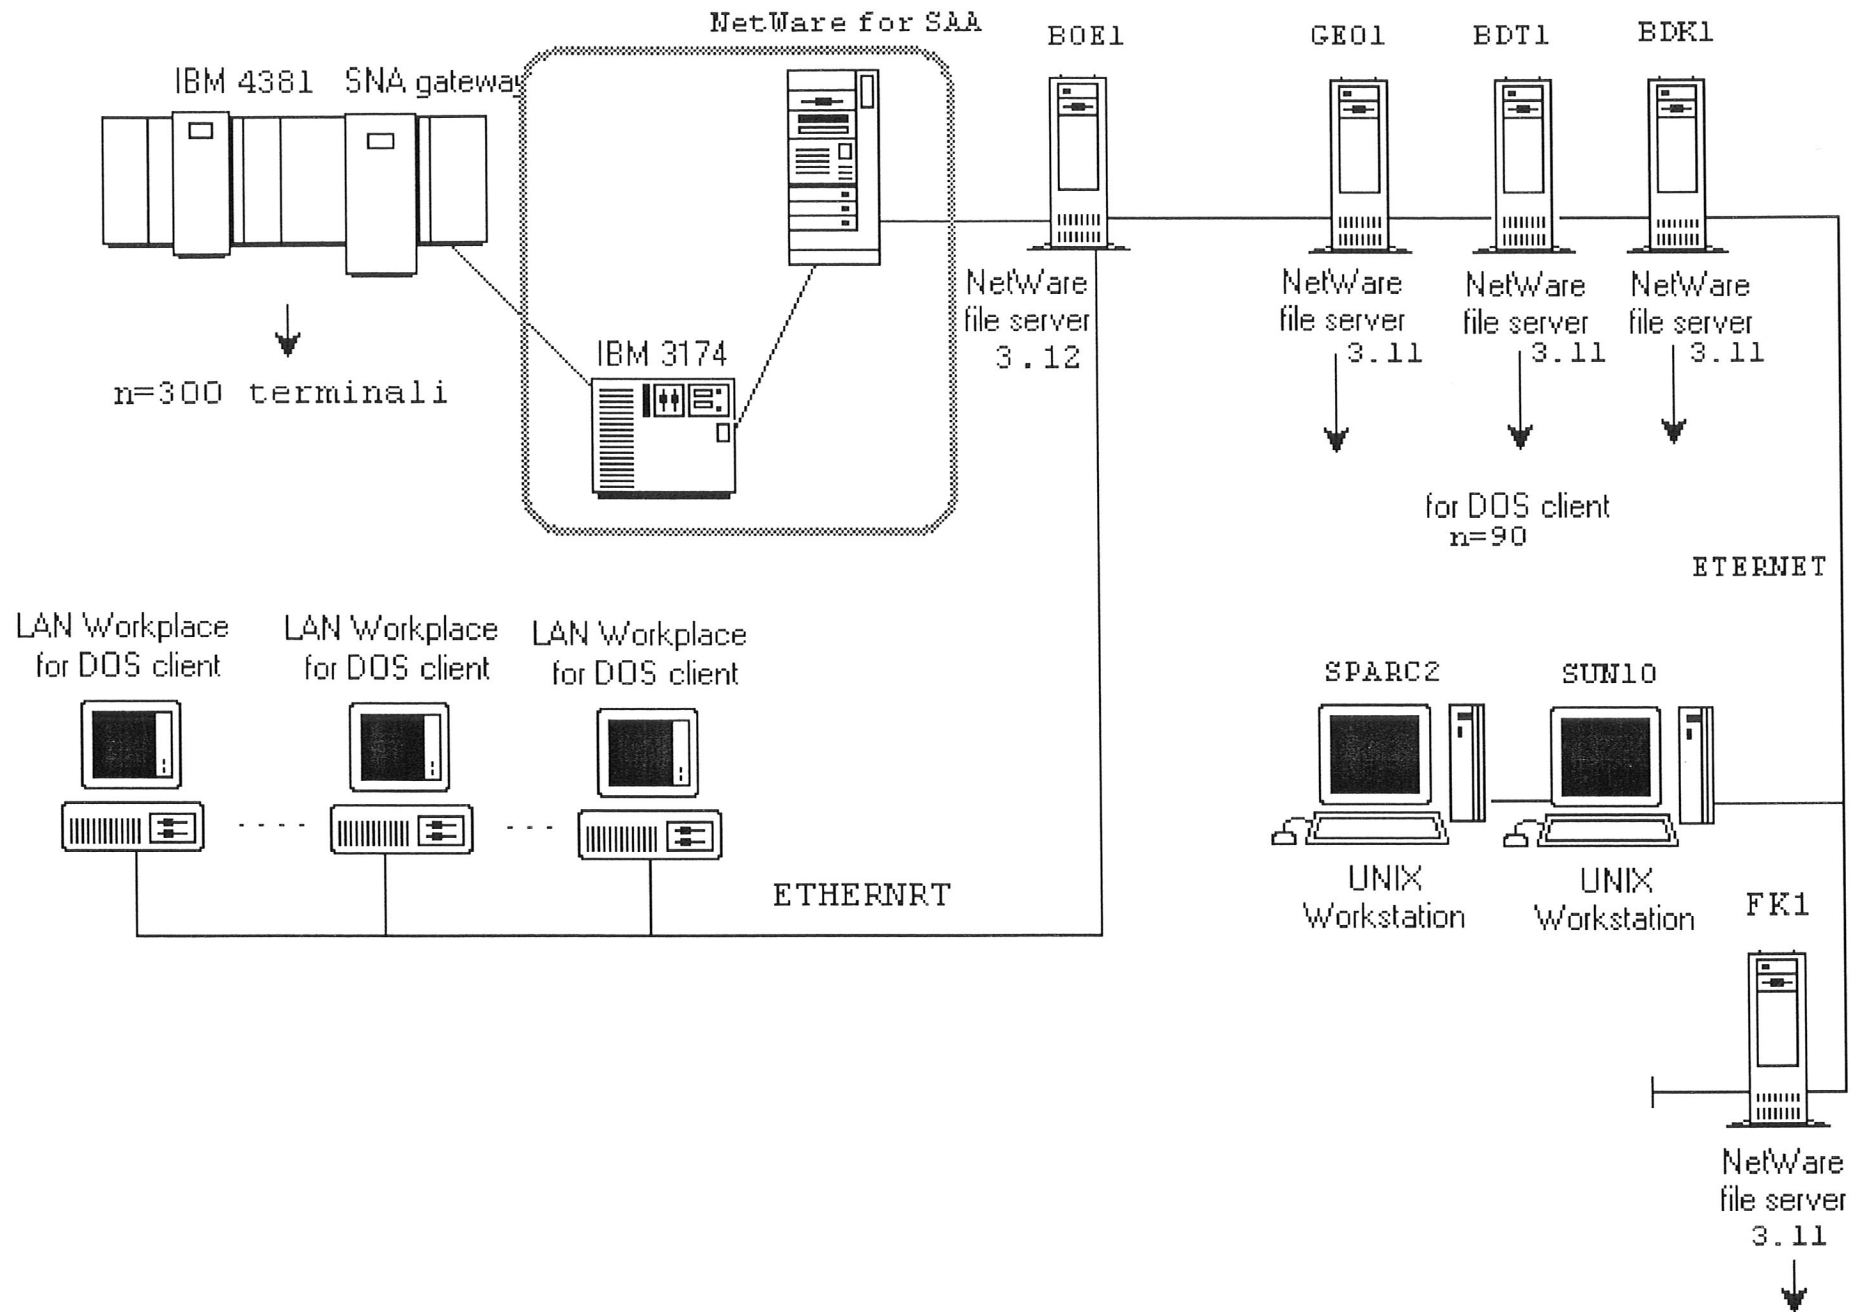 NetWare for SAA
BOE1
GEO1
BDT1
BDK1
IBM 4381
SNA gateway
NetWare
file server
3.12
NetWare
file server
3.11
NetWare
file server
3.11
NetWare
file server
3.11
IBM 3174
n=300 terminali
for DOS client
n=90
ETERNET
LAN Workplace
for DOS client
LAN Workplace
for DOS client
LAN Workplace
for DOS client
SPARC2
SUN10
ETHERNRT
UNIX
Workstation
UNIX
Workstation
FK1
NetWare
file server
3.11